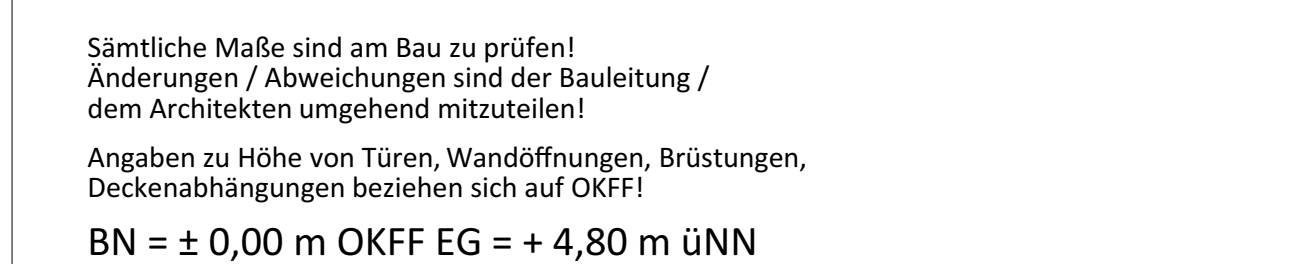 Sämtliche Maße sind am Bau zu prüfen!
Änderungen / Abweichungen sind der Bauleitung /
dem Architekten umgehend mitzuteilen!
Angaben zu Höhe von Türen, Wandöffnungen, Brüstungen,
Deckenabhängungen beziehen sich auf OKFF!
BN = ± 0,00 m OKFF EG = + 4,80 m üNN